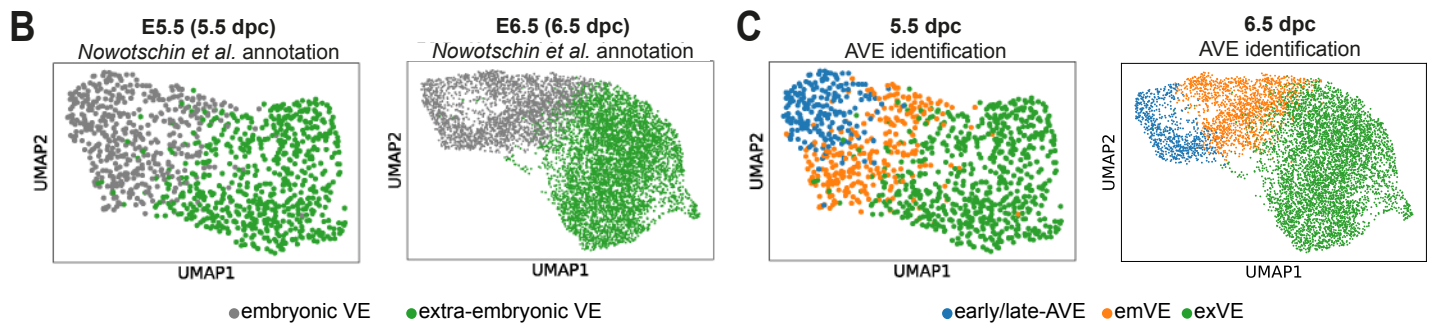 B
E5.5 (5.5 dpc)
Nowotschin et al. annotation
UMAP2
UMAP1
E6.5 (6.5 dpc)
Nowotschin et al. annotation
UMAP2
UMAP1
embryonic VE
extra-embryonic VE
C
5.5 dpc
AVE identification
UMAP2
UMAP1
6.5 dpc
AVE identification
UMAP2
UMAP1
early/late-AVE
emVE
exVE